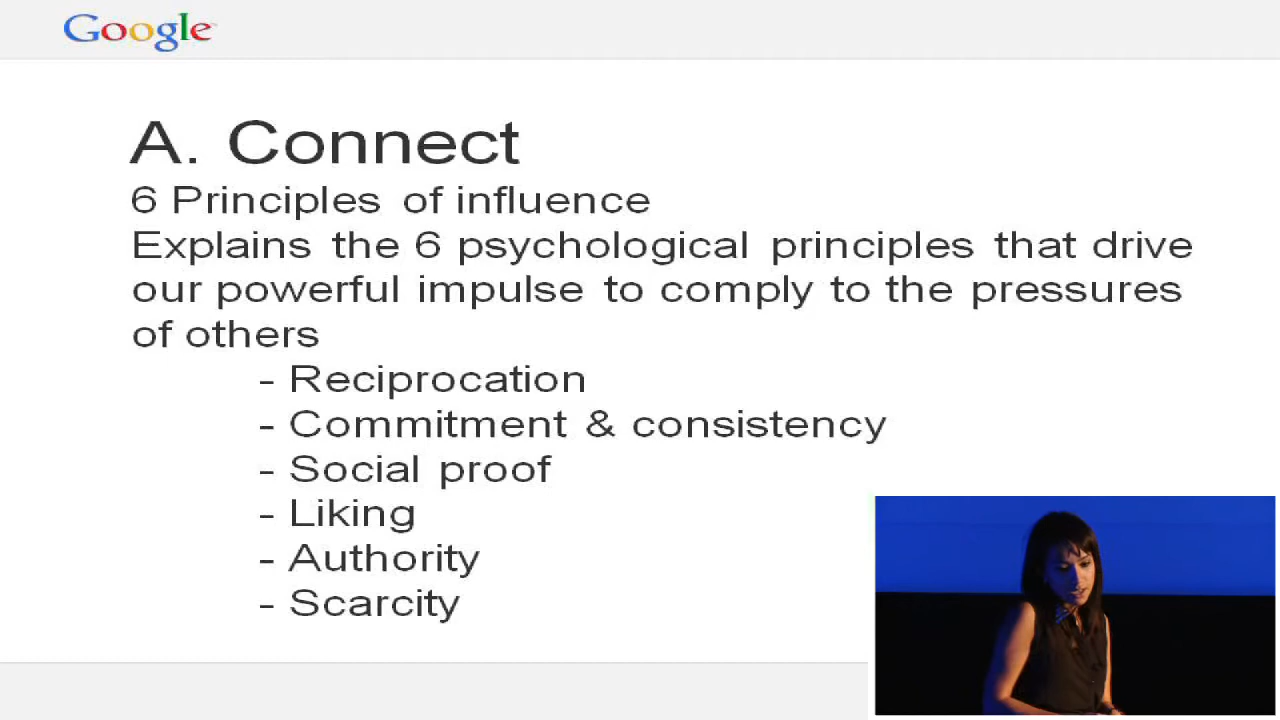 Google
A. Connect
6 Principles of influence
Explains the 6 psychological principles that drive
our powerful impulse to comply to the pressures
of others
- Reciprocation
- Commitment & consistency
- Social proof
- Liking
- Authority
- Scarcity